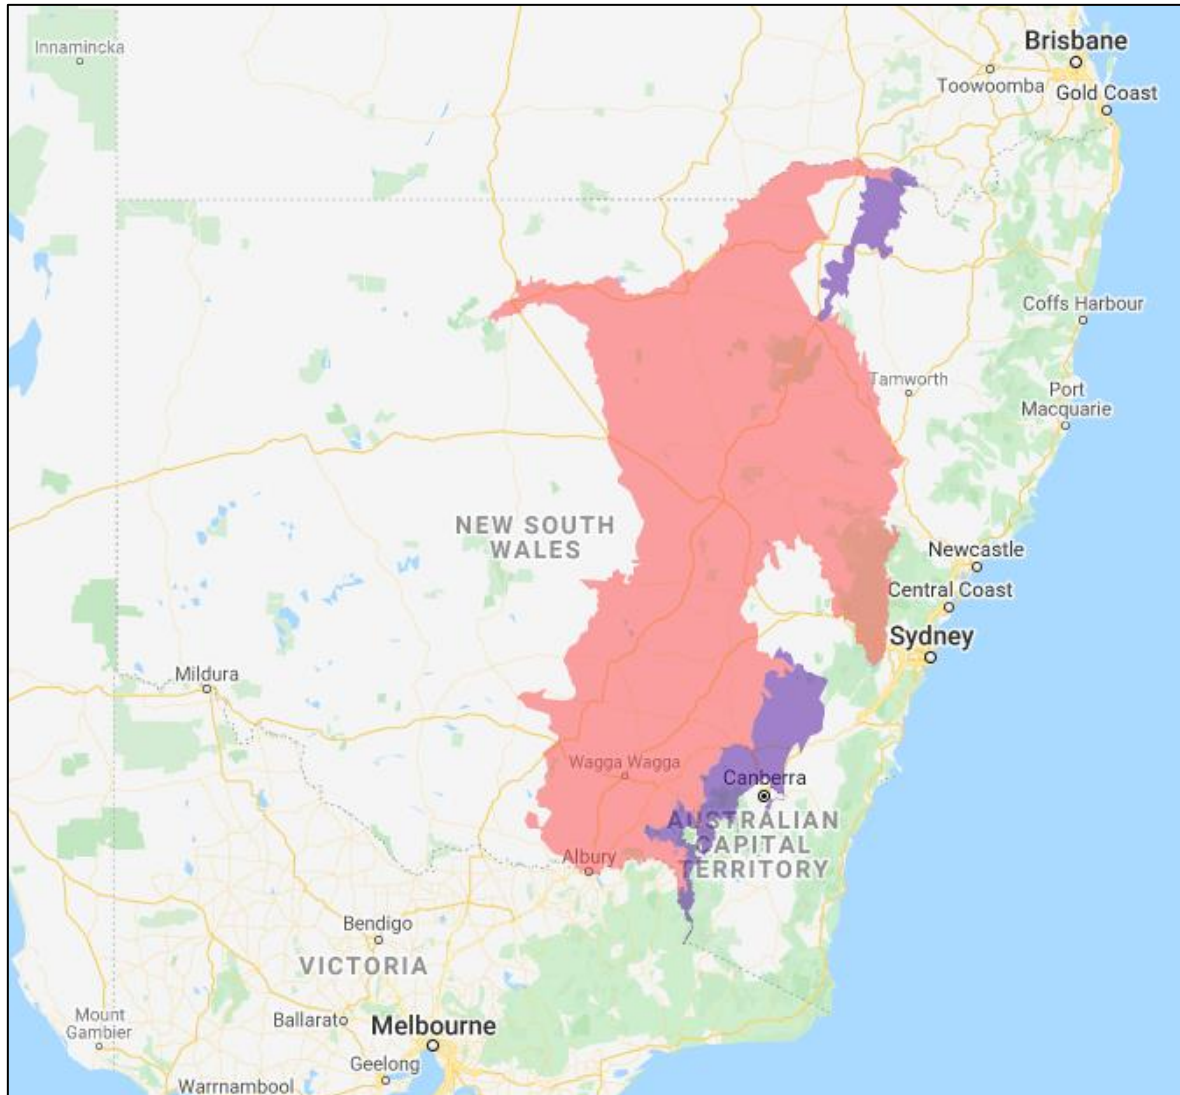 Innamincka
Brisbane
Toowoomba
Gold Coast
Coffs Harbour
Tamworth
Port
Macquarie
NEW SOUTH
WALES
Newcastle
Central Coast
Sydney
Mildura
Wagga Wagga
Canberra
AUSTRALIAN
CAPITAL
TERRITORY
Albury
Bendigo
VICTORIA
Mount
Gambier
Ballarat
Melbourne
Geelong
Warrnambool